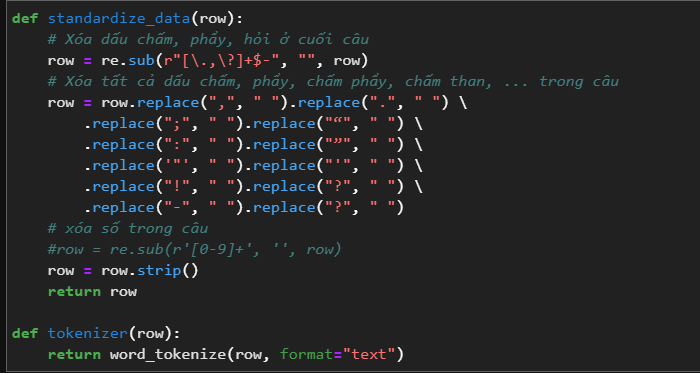 def standardize_data(row):
    # Xóa dấu chấm, phẩy, hỏi ở cuối câu
    row = re.sub(r"[\.,\?]+$-", "", row)
    # Xóa tất cả dấu chấm, phẩy, chấm phẩy, chấm than, ... trong câu
    row = row.replace(",", " ").replace(".", " ") \
        .replace(";", " ").replace("“", " ") \
        .replace(":", " ").replace("”", " ") \
        .replace('"', " ").replace("'", " ") \
        .replace("!", " ").replace("?", " ") \
        .replace("-", " ").replace("?", " ")
    # xóa số trong câu
    #row = re.sub(r'[0-9]+', '', row)
    row = row.strip()
    return row
def tokenizer(row):
    return word_tokenize(row, format="text")